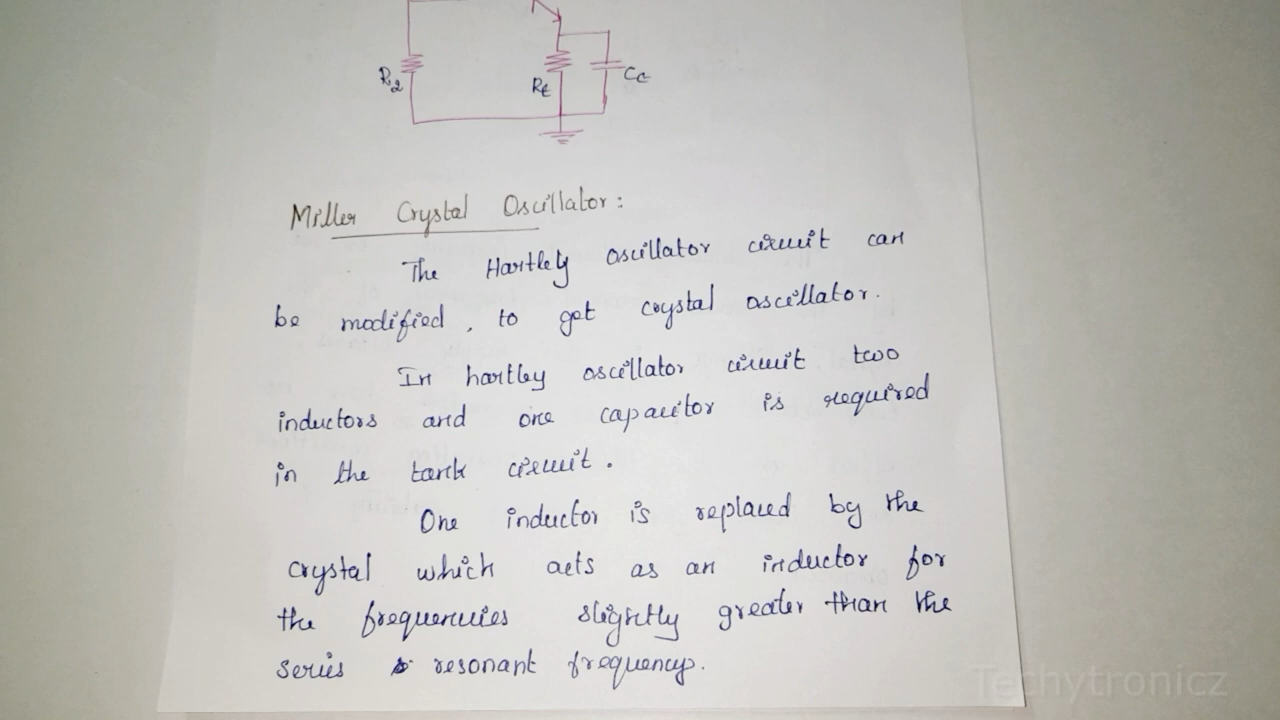 R2
RE
CE
Miller Crystal Oscillator:
The Hartley oscillator circuit can
be modified, to get crystal oscillator.
In hartley oscillator circuit two
inductors and one capacitor is required
in the tank circuit.
One inductor is replaced by the
crystal which acts as an inductor for
the frequencies slightly greater than the
series resonant frequency.
Techytronicz